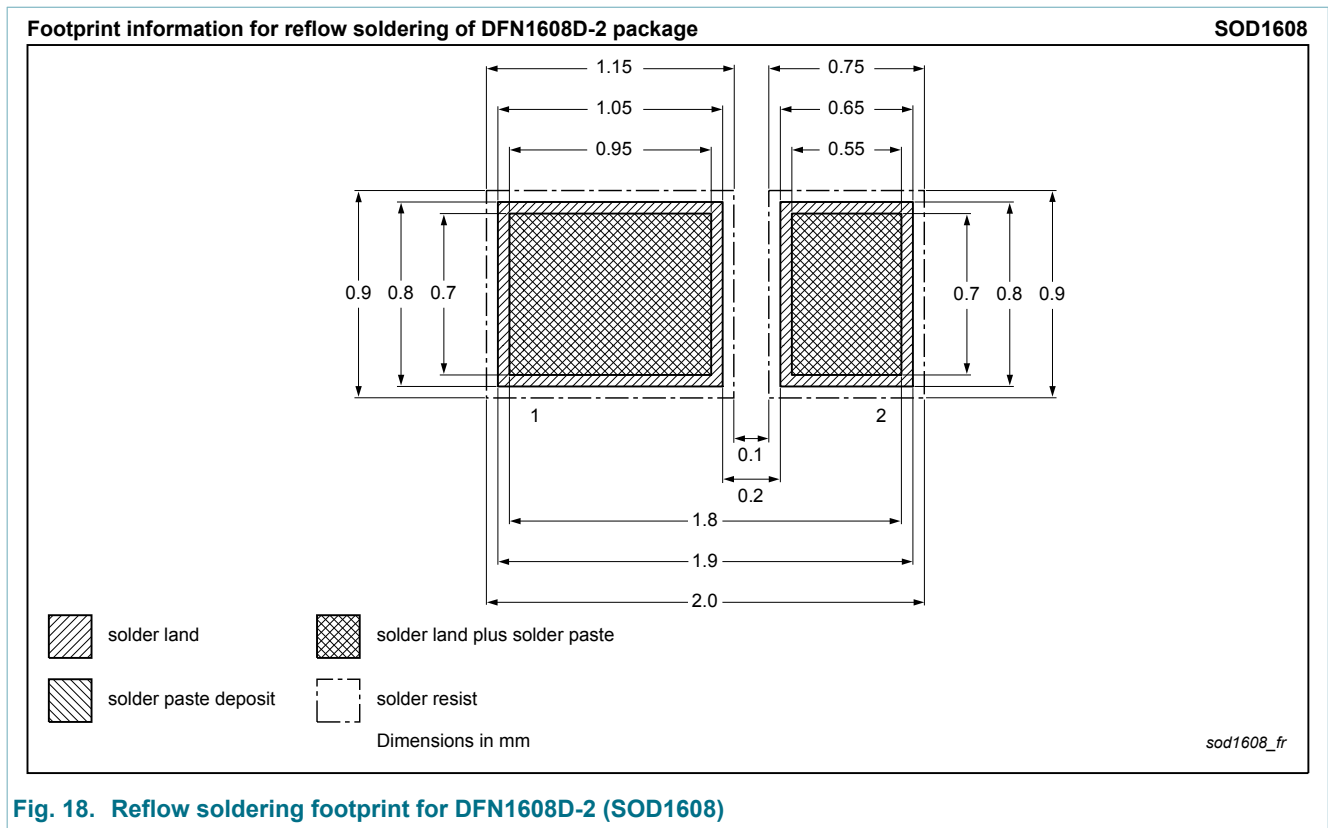 Footprint information for reflow soldering of DFN1608D-2 package SOD1608
1.15 0.75
1.05 0.65
0.95 0.55
0.9 0.8 0.7 0.7 0.8 0.9
1 2
0.1
0.2
1.8
1.9
2.0
solder land solder land plus solder paste
solder paste deposit solder resist
Dimensions in mm sod1608_fr
Fig. 18. Reflow soldering footprint for DFN1608D-2 (SOD1608)